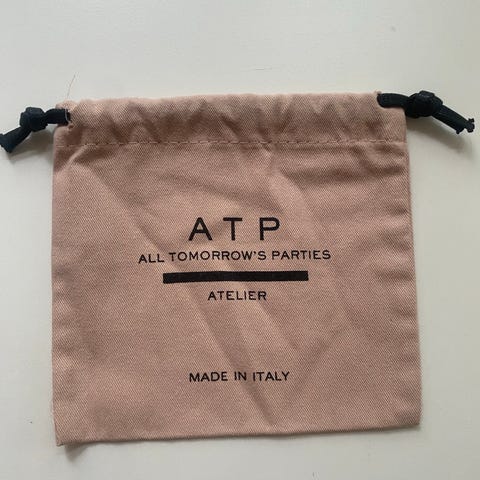 ATP
ALL TOMORROW'S PARTIES
ATELIER
MADE IN ITALY